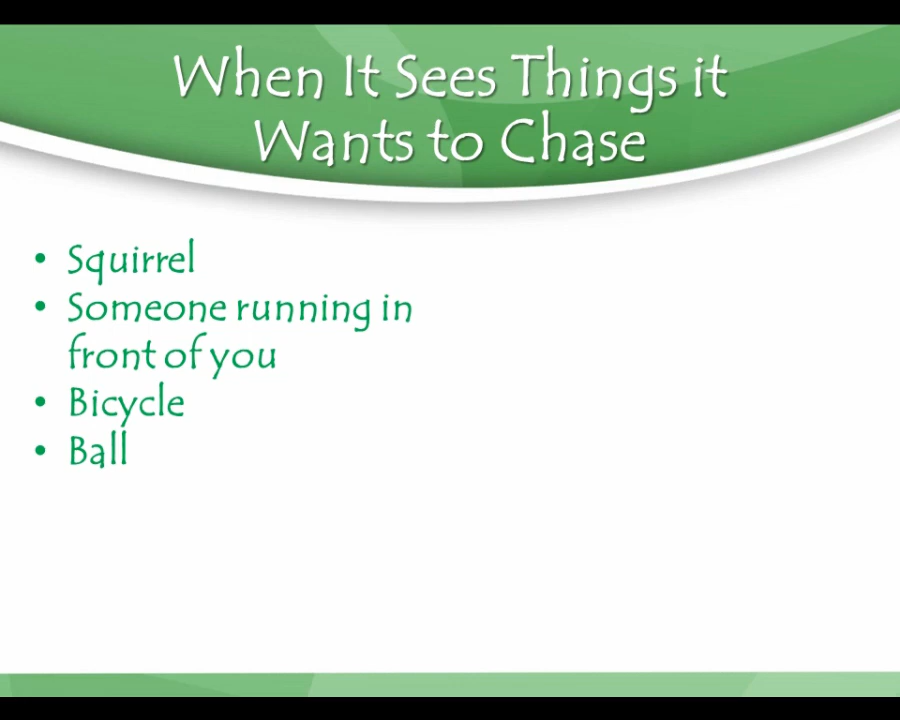 When It Sees Things it
Wants to Chase
• Squirrel
• Someone running in
front of you
• Bicycle
• Ball